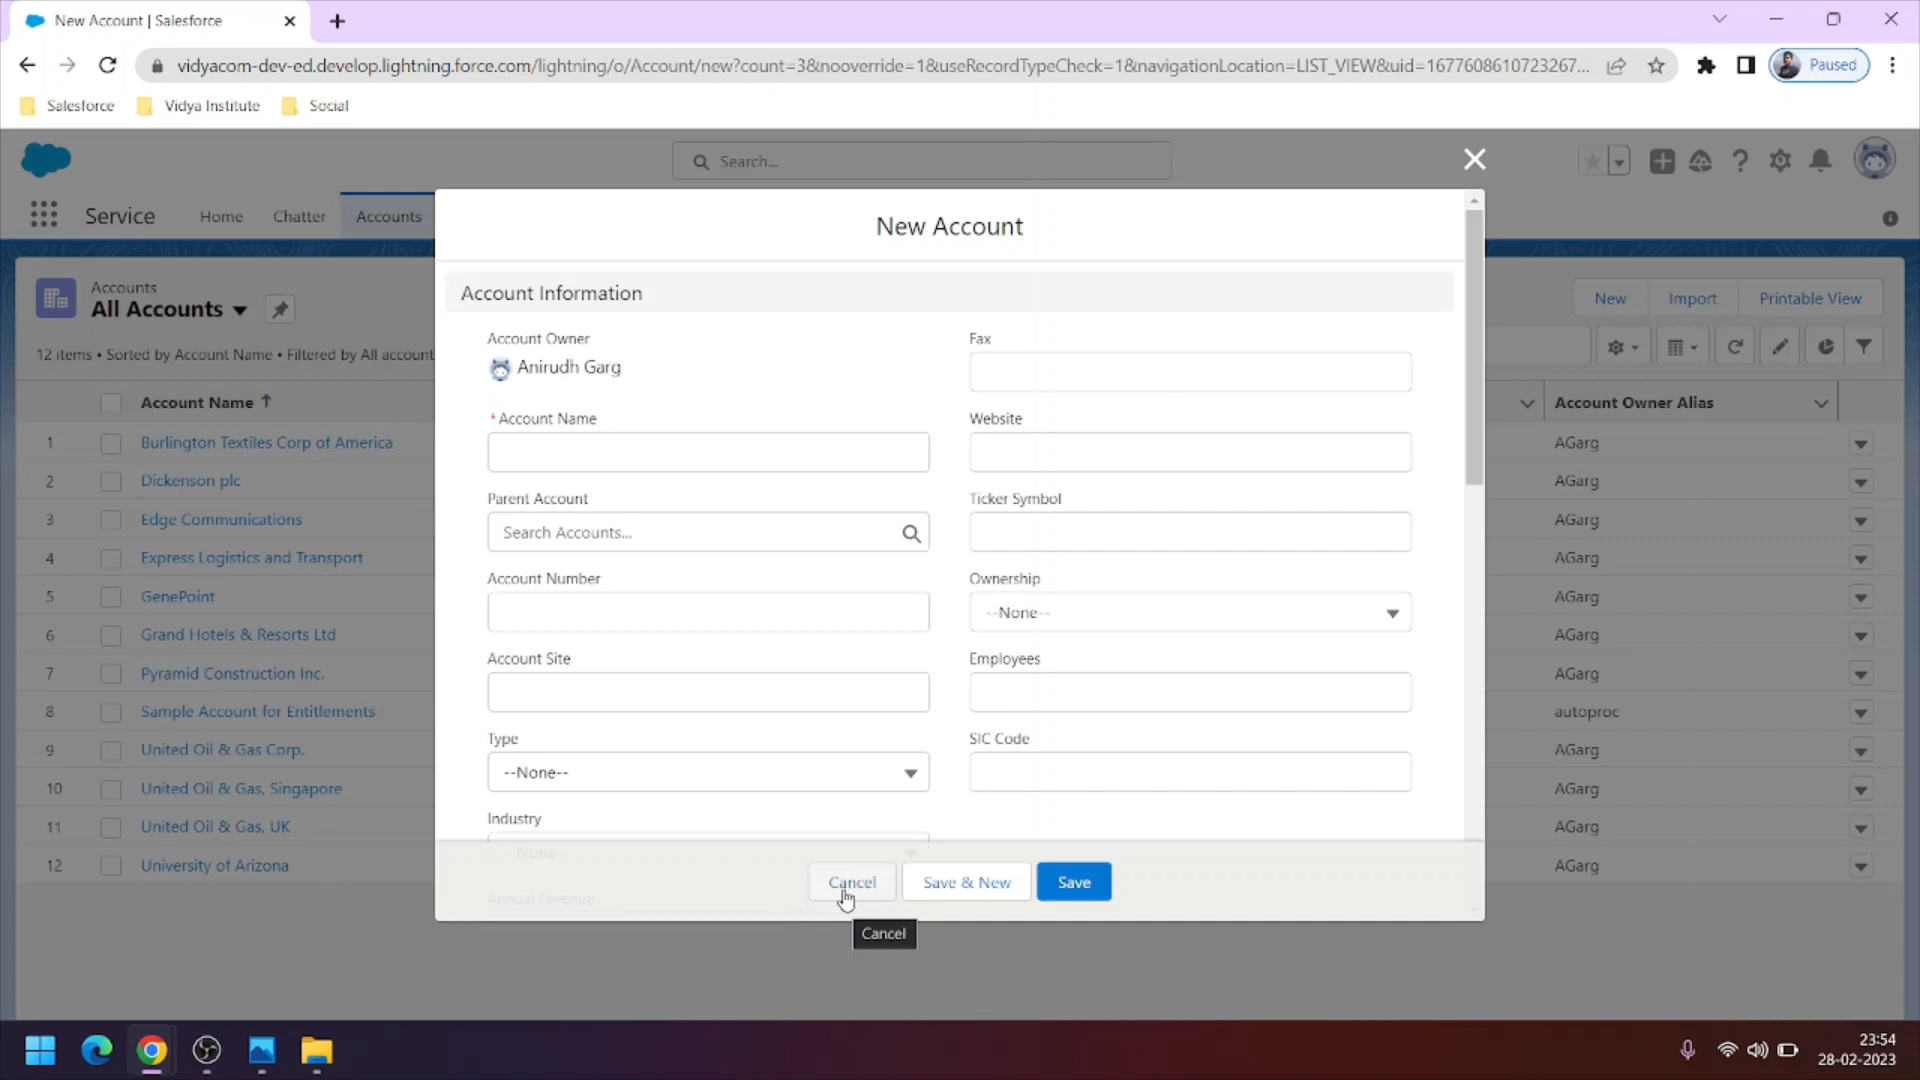 New Account | Salesforce
vidyacom-dev-ed.develop.lightning.force.com/lightning/o/Account/new?count=3&nooverride=1&useRecordTypeCheck=1&navigationLocation=LIST_VIEW&uid=1677608610723267...
Paused
Salesforce
Vidya Institute
Social
Search...
Service
Home
Chatter
Accounts
New Account
Accounts
All Accounts
New
Import
Printable View
12 items • Sorted by Account Name • Filtered by All account
Account Name
Account Owner Alias
1 Burlington Textiles Corp of America AGarg
2 Dickenson plc AGarg
3 Edge Communications AGarg
4 Express Logistics and Transport AGarg
5 GenePoint AGarg
6 Grand Hotels & Resorts Ltd AGarg
7 Pyramid Construction Inc. AGarg
8 Sample Account for Entitlements autoproc
9 United Oil & Gas Corp. AGarg
10 United Oil & Gas, Singapore AGarg
11 United Oil & Gas, UK AGarg
12 University of Arizona AGarg
Account Information
Account Owner
Anirudh Garg
Fax
* Account Name
Website
Parent Account
Search Accounts...
Ticker Symbol
Account Number
Ownership
--None--
Account Site
Employees
Type
--None--
SIC Code
Industry
--None--
Annual Revenue
Cancel
Save & New
Save
Cancel
23:54
28-02-2023